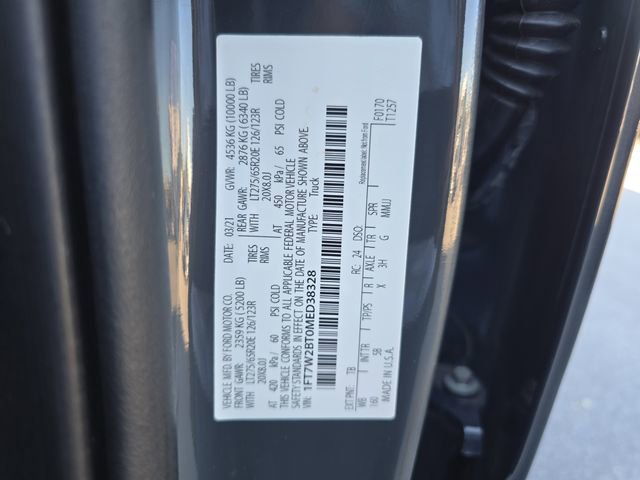 VEHICLE MFD. BY FORD MOTOR CO.
DATE: 03/21 GVWR: 4536 KG (10000 LB)
FRONT GAWR: 2359 KG (5200 LB) REAR GAWR: 2876 KG (6340 LB)
WITH LT275/65R20E 126/123R TIRES WITH LT275/65R20E 126/123R TIRES
20X8.0J RIMS 20X8.0J RIMS
AT 420 kPa/ 60 PSI COLD AT 450 kPa/ 65 PSI COLD
THIS VEHICLE CONFORMS TO ALL APPLICABLE FEDERAL MOTOR VEHICLE
SAFETY STANDARDS IN EFFECT ON THE DATE OF MANUFACTURE SHOWN ABOVE.
VIN: 1FT7W2BT0MED38328 TYPE: Truck
EXT PNT: TB RC: 24 DSO: F0170
WB INT TR TP/PS R AXLE TR SPR T1257
160 5B X 3H G MMJJ
MADE IN U.S.A.